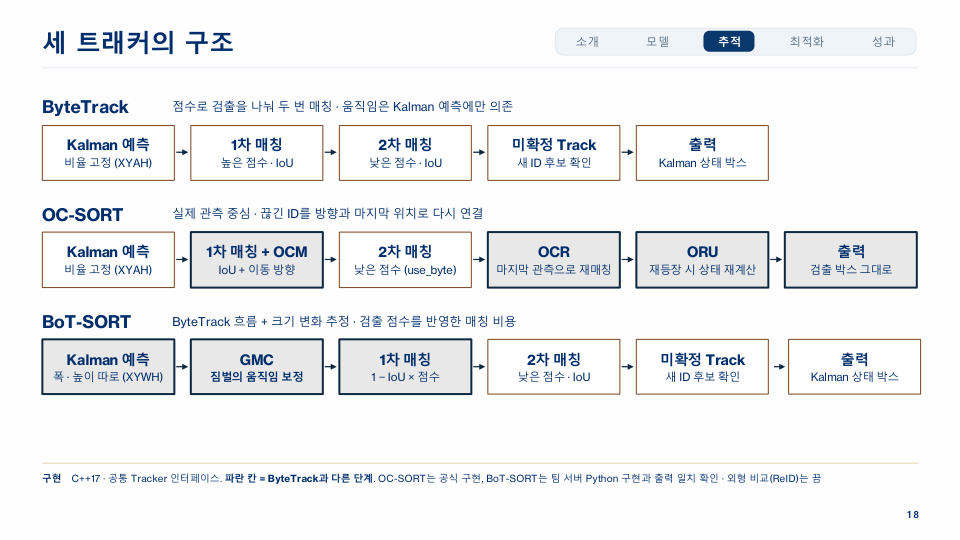 세 트래커의 구조
소개 모델 추적 최적화 성과
ByteTrack 점수로 검출을 나눠 두 번 매칭 · 움직임은 Kalman 예측에만 의존
Kalman 예측 1차 매칭 2차 매칭 미확정 Track 출력
비율 고정 (XYAH) 높은 점수 · IoU 낮은 점수 · IoU 새 ID 후보 확인 Kalman 상태 박스
OC-SORT 실제 관측 중심 · 끊긴 ID를 방향과 마지막 위치로 다시 연결
Kalman 예측 1차 매칭 + OCM 2차 매칭 OCR ORU 출력
비율 고정 (XYAH) IoU + 이동 방향 낮은 점수 (use_byte) 마지막 관측으로 재매칭 재등장 시 상태 재계산 검출 박스 그대로
BoT-SORT ByteTrack 흐름 + 크기 변화 추정 · 검출 점수를 반영한 매칭 비용
Kalman 예측 GMC 1차 매칭 2차 매칭 미확정 Track 출력
폭 · 높이 따로 (XYWH) 짐벌의 움직임 보정 1 – IoU × 점수 낮은 점수 · IoU 새 ID 후보 확인 Kalman 상태 박스
구현 C++17 · 공통 Tracker 인터페이스. 파란 칸 = ByteTrack과 다른 단계. OC-SORT는 공식 구현, BoT-SORT는 팀 서버 Python 구현과 출력 일치 확인 · 외형 비교(ReID)는 끔
18